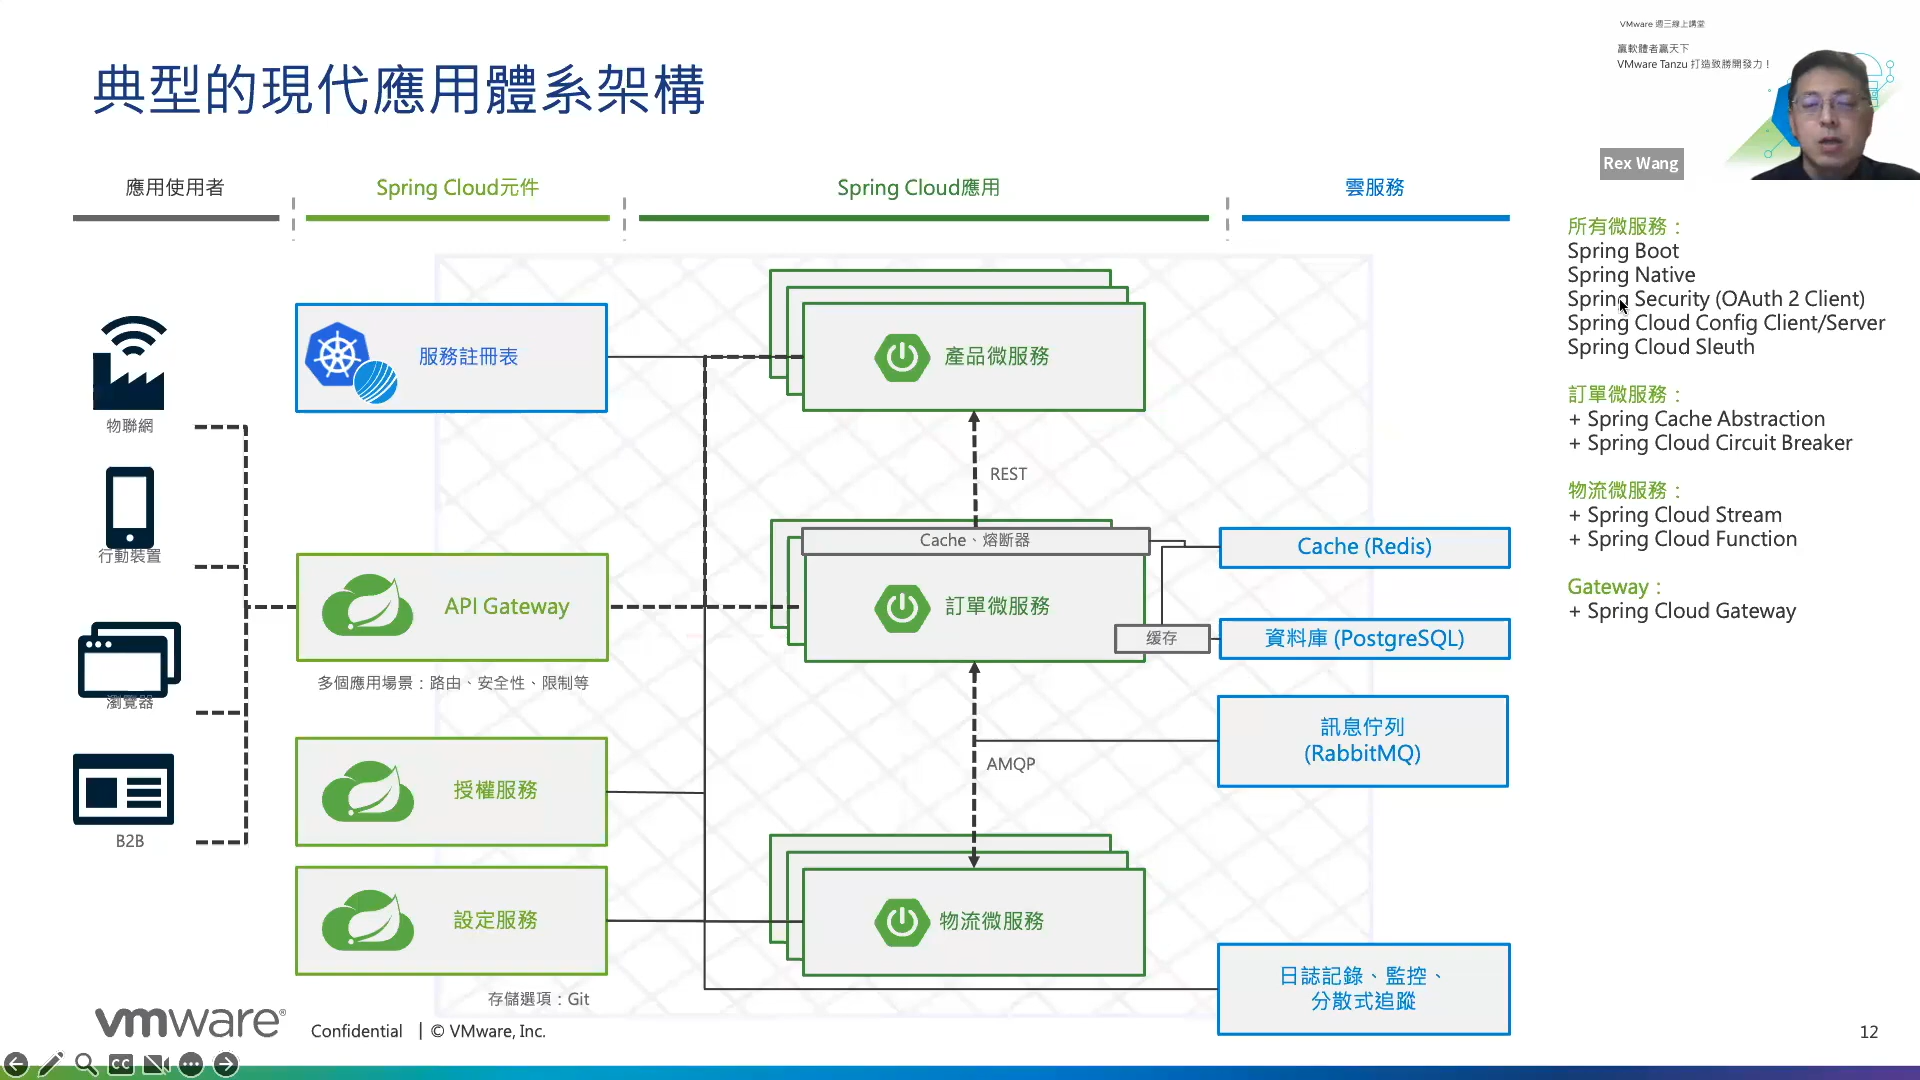 VMware 週三線上講堂
贏軟體者贏天下
VMware Tanzu 打造致勝開發力！
Rex Wang
典型的現代應用體系架構
應用使用者
Spring Cloud元件
Spring Cloud應用
雲服務
物聯網
行動裝置
瀏覽器
B2B
服務註冊表
API Gateway
多個應用場景：路由、安全性、限制等
授權服務
設定服務
存儲選項：Git
產品微服務
REST
Cache、熔断器
訂單微服務
缓存
AMQP
物流微服務
Cache (Redis)
資料庫 (PostgreSQL)
訊息佇列
(RabbitMQ)
日誌記錄、監控、
分散式追蹤
所有微服務：
Spring Boot
Spring Native
Spring Security (OAuth 2 Client)
Spring Cloud Config Client/Server
Spring Cloud Sleuth
訂單微服務：
+ Spring Cache Abstraction
+ Spring Cloud Circuit Breaker
物流微服務：
+ Spring Cloud Stream
+ Spring Cloud Function
Gateway：
+ Spring Cloud Gateway
vmware®
Confidential | © VMware, Inc.
12
CC